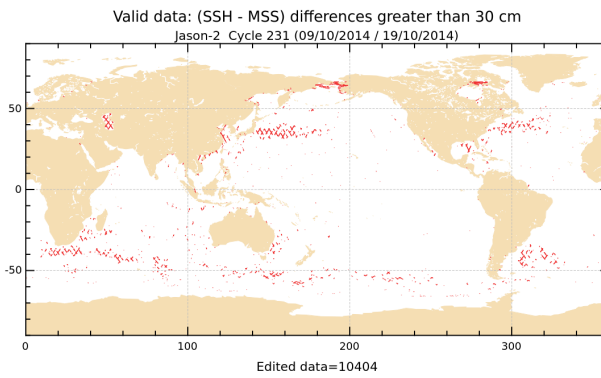 Valid data: (SSH - MSS) differences greater than 30 cm
Jason-2 Cycle 231 (09/10/2014 / 19/10/2014)
50
0
-50
0 100 200 300
Edited data=10404